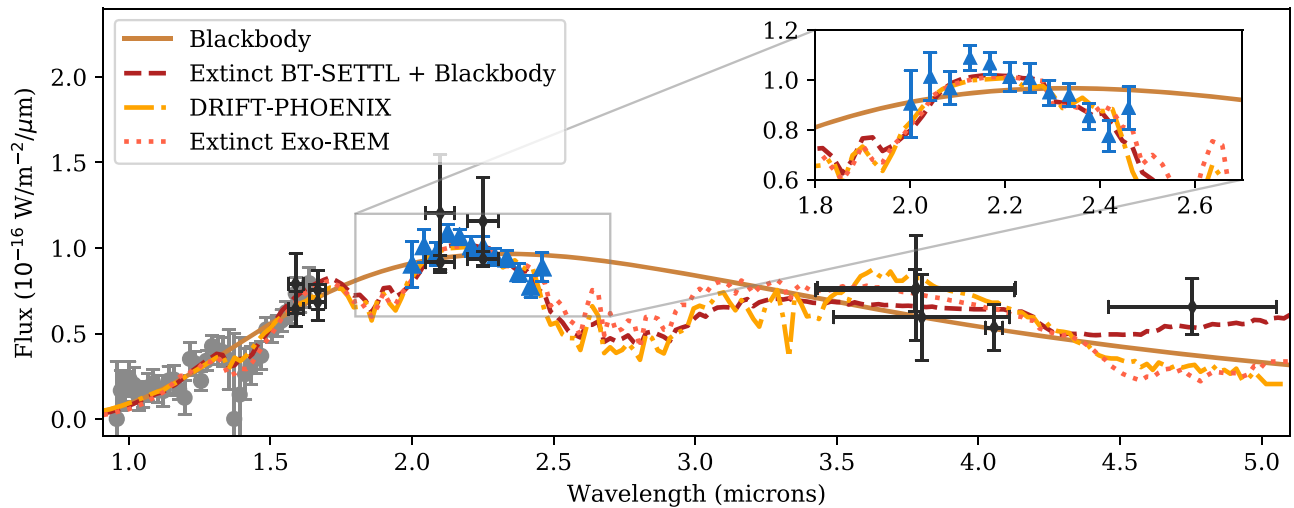 Blackbody
Extinct BT-SETTL + Blackbody
DRIFT-PHOENIX
Extinct Exo-REM
Flux (10⁻¹⁶ W/m⁻²/μm)
2.0
1.5
1.0
0.5
0.0
1.2
1.0
0.8
0.6
1.8 2.0 2.2 2.4 2.6
1.0 1.5 2.0 2.5 3.0 3.5 4.0 4.5 5.0
Wavelength (microns)